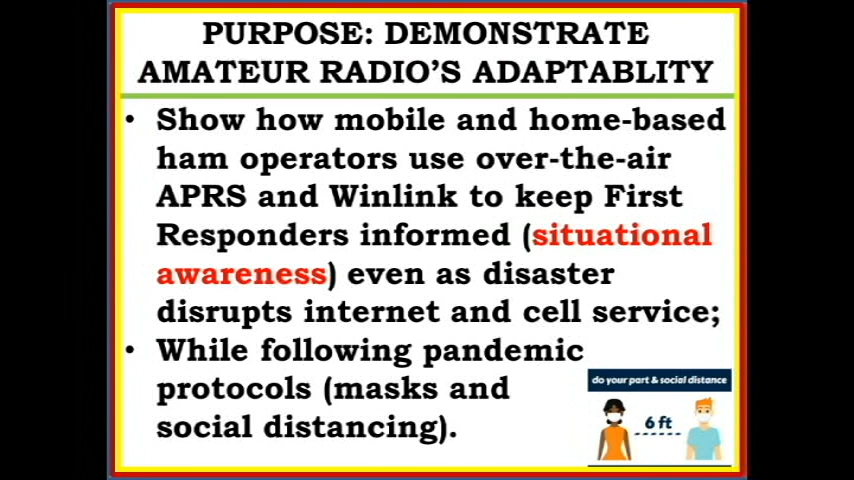 PURPOSE: DEMONSTRATE
AMATEUR RADIO'S ADAPTABLITY
• Show how mobile and home-based
ham operators use over-the-air
APRS and Winlink to keep First
Responders informed (situational
awareness) even as disaster
disrupts internet and cell service;
• While following pandemic
protocols (masks and
social distancing).
do your part & social distance
6 ft